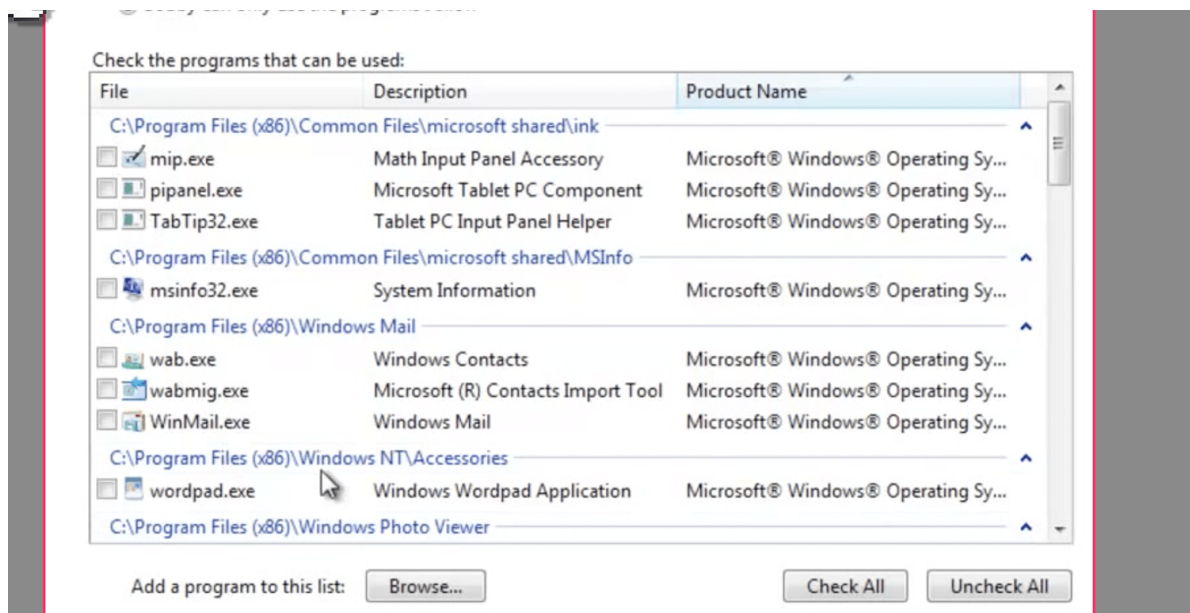 can only use the programs
Check the programs that can be used:
File Description Product Name
C:\Program Files (x86)\Common Files\microsoft shared\ink
mip.exe Math Input Panel Accessory Microsoft® Windows® Operating Sy...
pipanel.exe Microsoft Tablet PC Component Microsoft® Windows® Operating Sy...
TabTip32.exe Tablet PC Input Panel Helper Microsoft® Windows® Operating Sy...
C:\Program Files (x86)\Common Files\microsoft shared\MSInfo
msinfo32.exe System Information Microsoft® Windows® Operating Sy...
C:\Program Files (x86)\Windows Mail
wab.exe Windows Contacts Microsoft® Windows® Operating Sy...
wabmig.exe Microsoft (R) Contacts Import Tool Microsoft® Windows® Operating Sy...
WinMail.exe Windows Mail Microsoft® Windows® Operating Sy...
C:\Program Files (x86)\Windows NT\Accessories
wordpad.exe Windows Wordpad Application Microsoft® Windows® Operating Sy...
C:\Program Files (x86)\Windows Photo Viewer
Add a program to this list: Browse... Check All Uncheck All